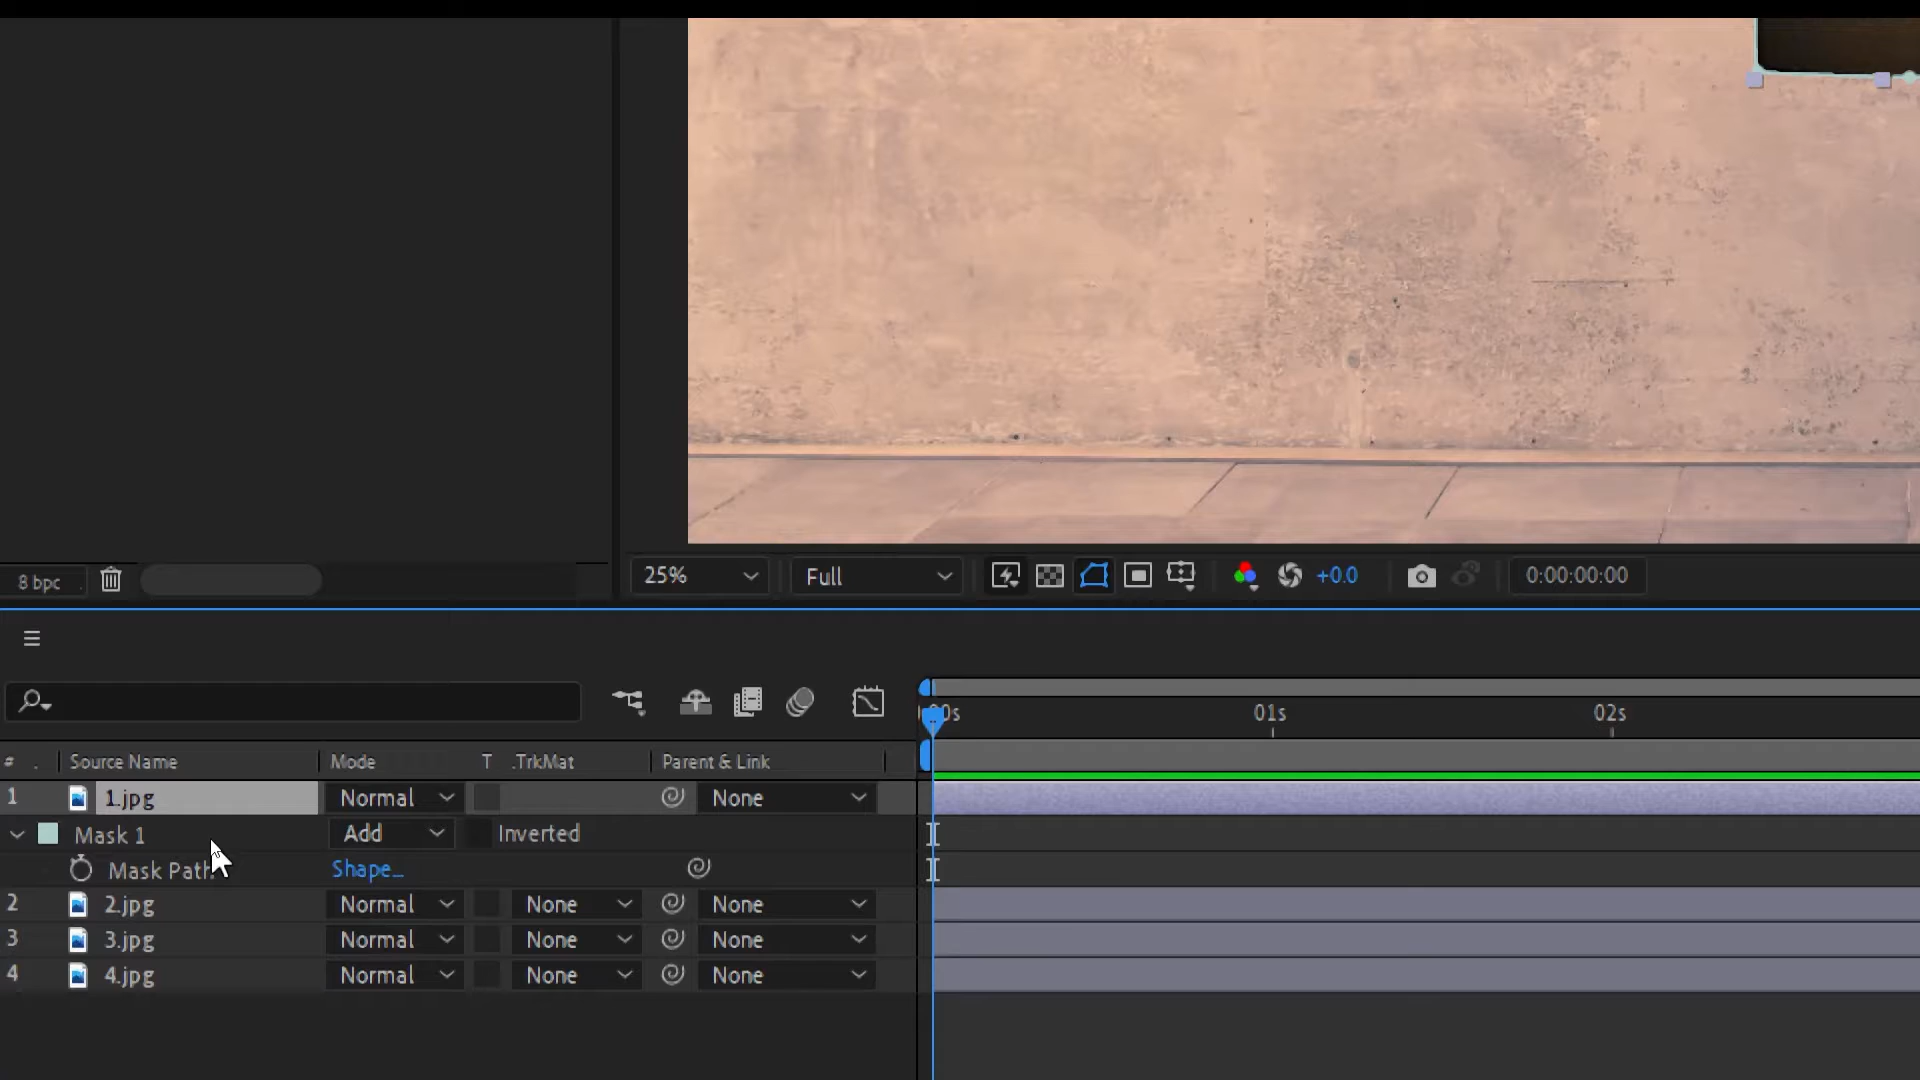 8 bpc
25%
Full
+0.0
0:00:00:00
00s
01s
02s
# . Source Name Mode T .TrkMat Parent & Link
1 1.jpg Normal None
Mask 1 Add Inverted
Mask Path Shape...
2 2.jpg Normal None None
3 3.jpg Normal None None
4 4.jpg Normal None None